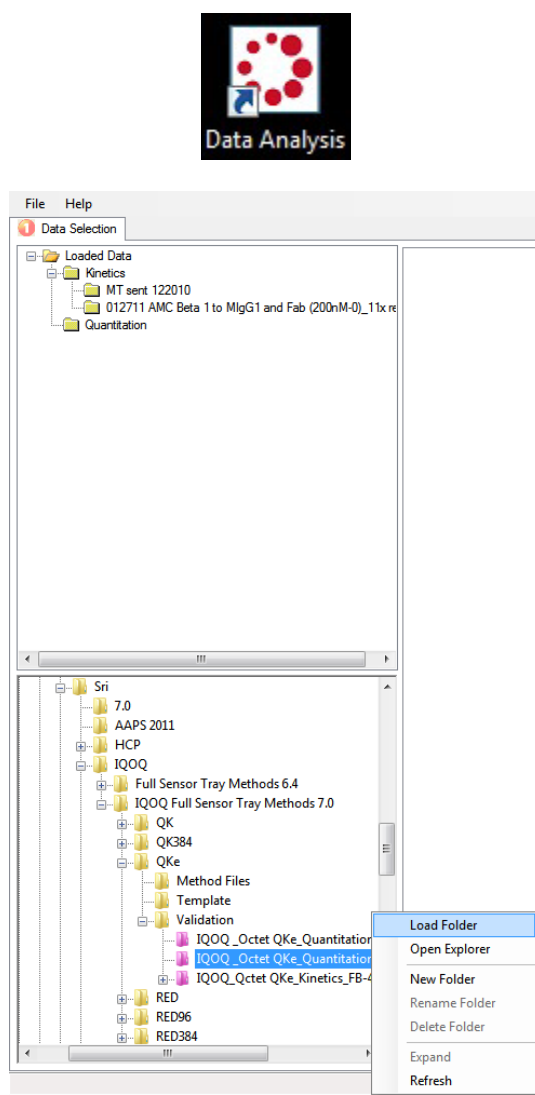 Data Analysis
File Help
1 Data Selection
Loaded Data
Kinetics
MT sent 122010
012711 AMC Beta 1 to MIgG1 and Fab (200nM-0)_11x re
Quantitation
Sri
7.0
AAPS 2011
HCP
IQOQ
Full Sensor Tray Methods 6.4
IQOQ Full Sensor Tray Methods 7.0
QK
QK384
QKe
Method Files
Template
Validation
IQOQ _Octet QKe_Quantitation
IQOQ _Octet QKe_Quantitation
IQOQ_Qctet QKe_Kinetics_FB-4
RED
RED96
RED384
Load Folder
Open Explorer
New Folder
Rename Folder
Delete Folder
Expand
Refresh